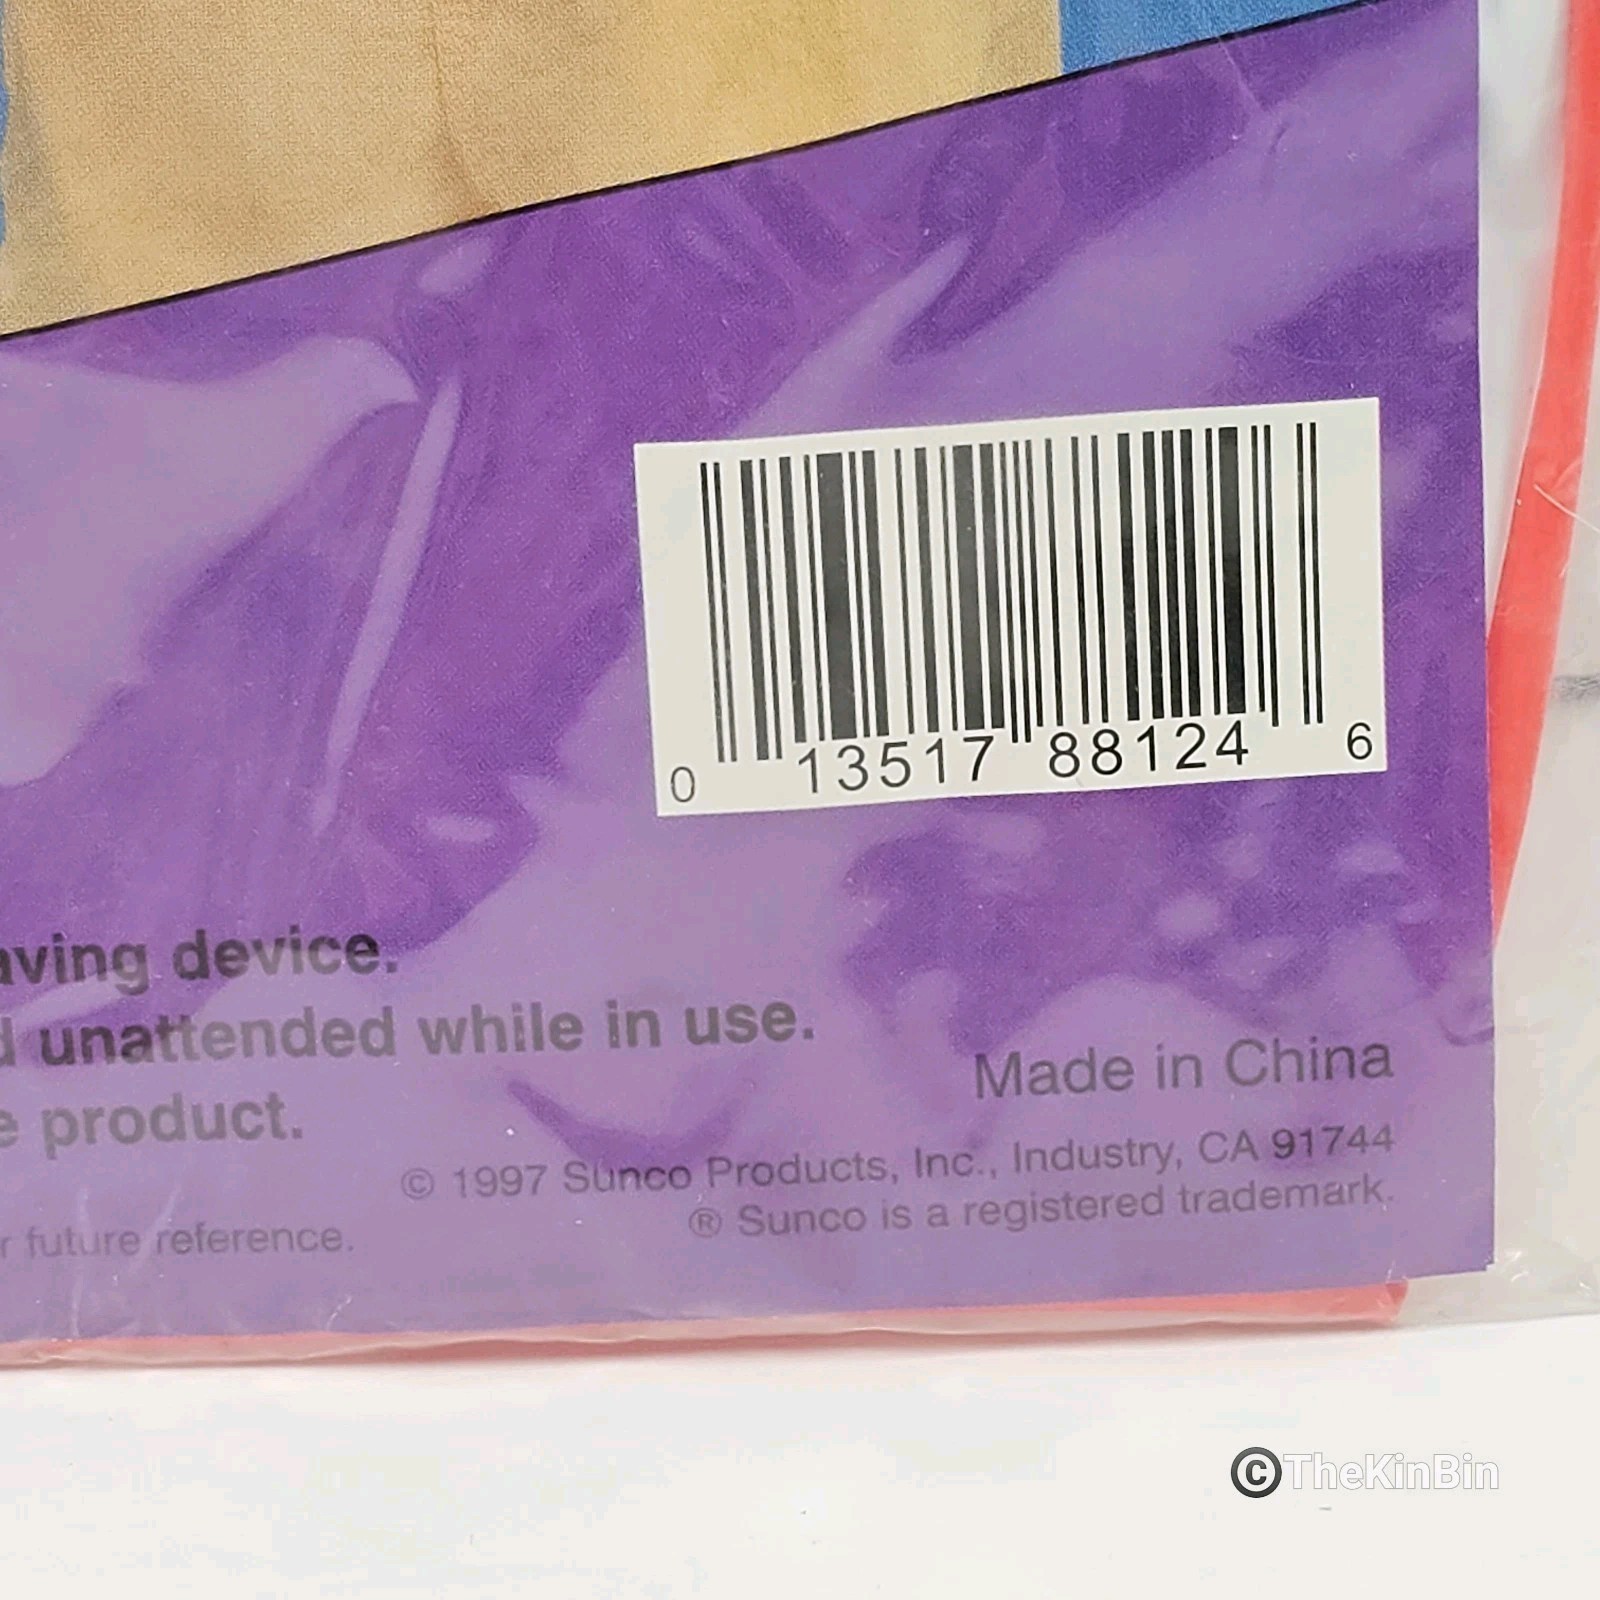 0 13517 88124 6
device.
unattended while in use.
product.
Made in China
© 1997 Sunco Products, Inc., Industry, CA 91744
® Sunco is a registered trademark.
future reference.
©TheKinBin